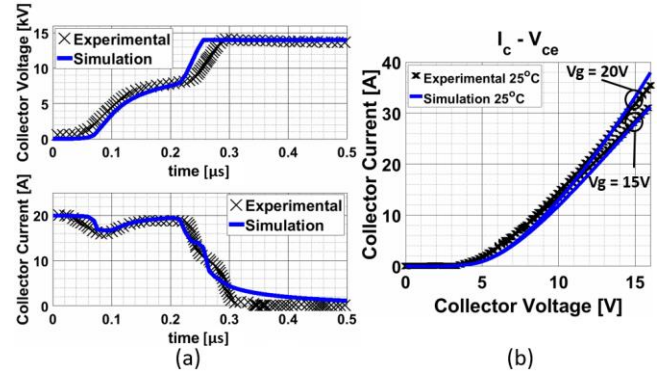 Collector Voltage [kV]
15
10
5
0
Experimental
Simulation
0 0.1 0.2 0.3 0.4 0.5
time [µs]
Collector Current [A]
20
10
0
Experimental
Simulation
0 0.1 0.2 0.3 0.4 0.5
time [µs]
(a)
I_c - V_ce
Collector Current [A]
40
30
20
10
0
Experimental 25°C
Simulation 25°C
Vg = 20V
Vg = 15V
0 5 10 15
Collector Voltage [V]
(b)